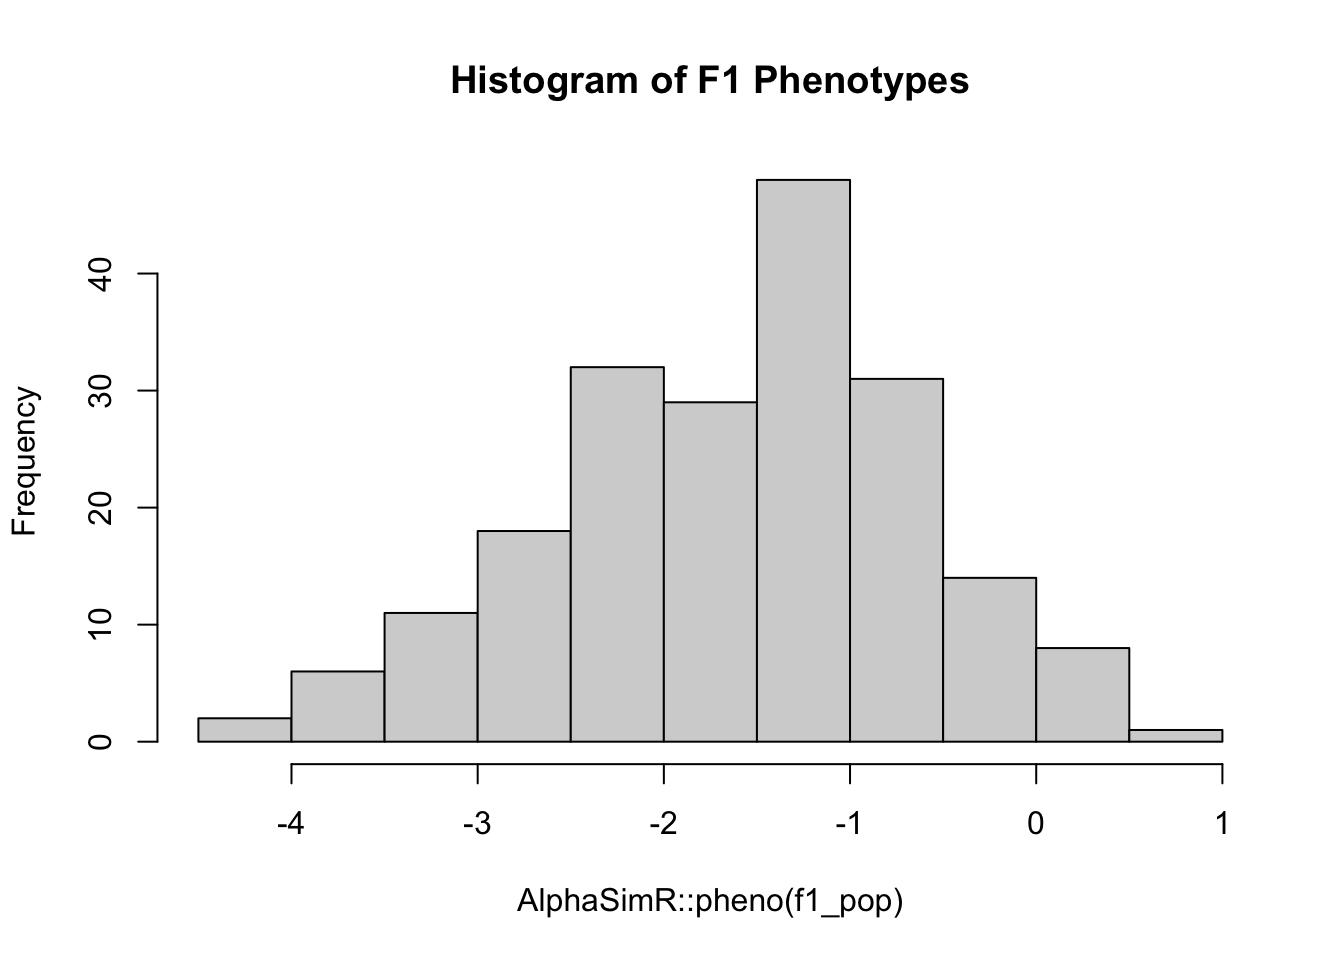 Histogram of F1 Phenotypes
Frequency
40
30
20
10
0
-4 -3 -2 -1 0 1
AlphaSimR::pheno(f1_pop)